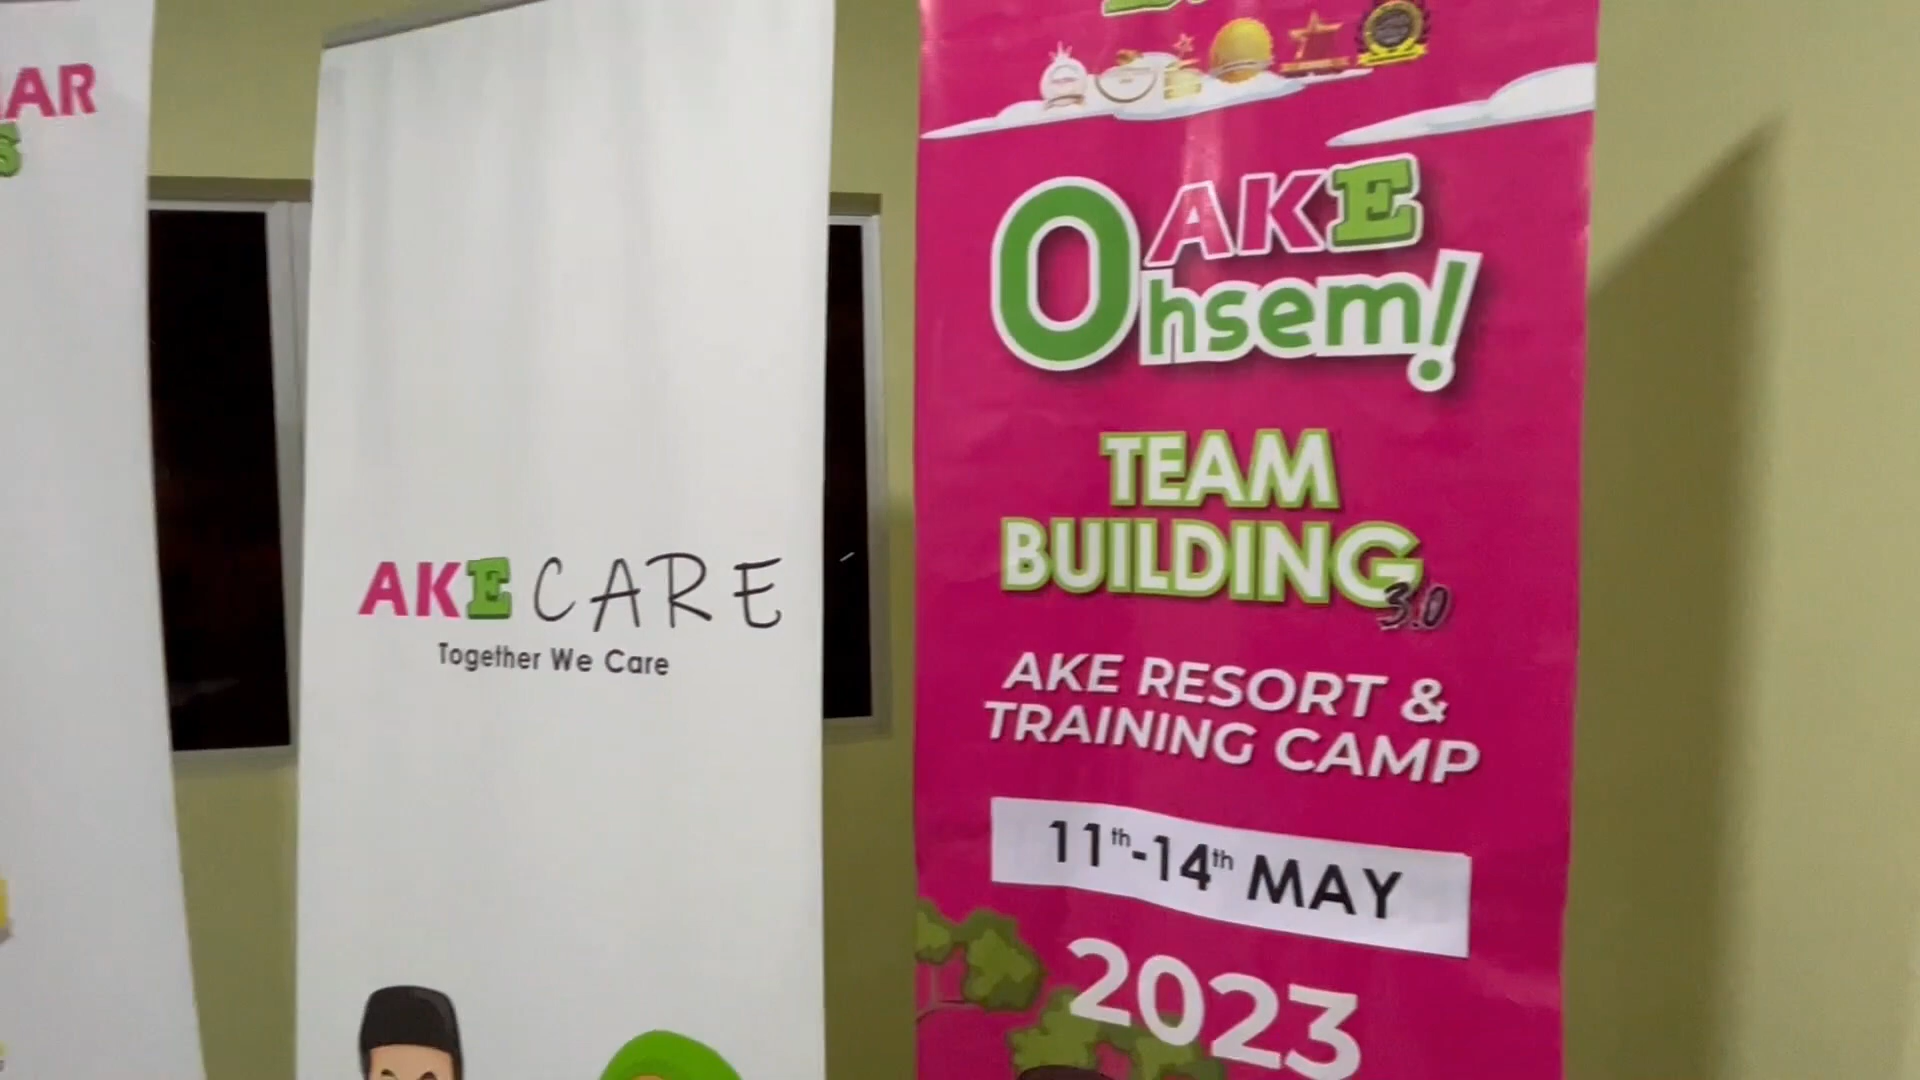 AKE CARE
Together We Care
AKE
Ohsem!
TEAM
BUILDING
3.0
AKE RESORT &
TRAINING CAMP
11th-14th MAY
2023